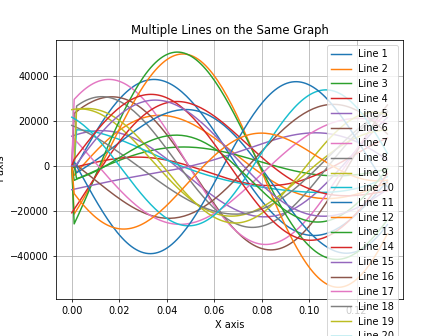 Multiple Lines on the Same Graph
40000
20000
0
−20000
−40000
0.00
0.02
0.04
0.06
0.08
0.10
X axis
Line 1
Line 2
Line 3
Line 4
Line 5
Line 6
Line 7
Line 8
Line 9
Line 10
Line 11
Line 12
Line 13
Line 14
Line 15
Line 16
Line 17
Line 18
Line 19
Line 20